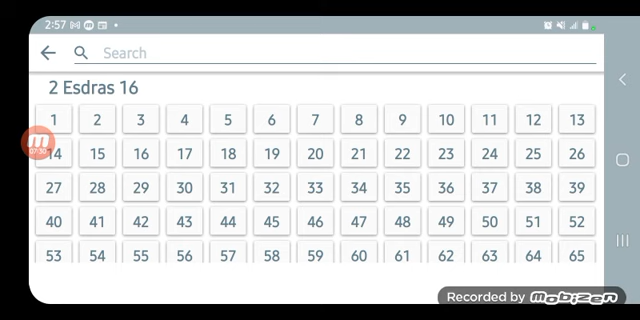 2:57
Search
2 Esdras 16
1 2 3 4 5 6 7 8 9 10 11 12 13
14 15 16 17 18 19 20 21 22 23 24 25 26
27 28 29 30 31 32 33 34 35 36 37 38 39
40 41 42 43 44 45 46 47 48 49 50 51 52
53 54 55 56 57 58 59 60 61 62 63 64 65
Recorded by mobizen